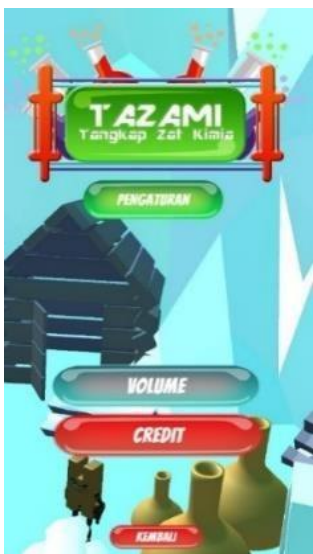 TAZAMI
Tangkap Zat Kimia
PENGATURAN
VOLUME
CREDIT
KEMBALI